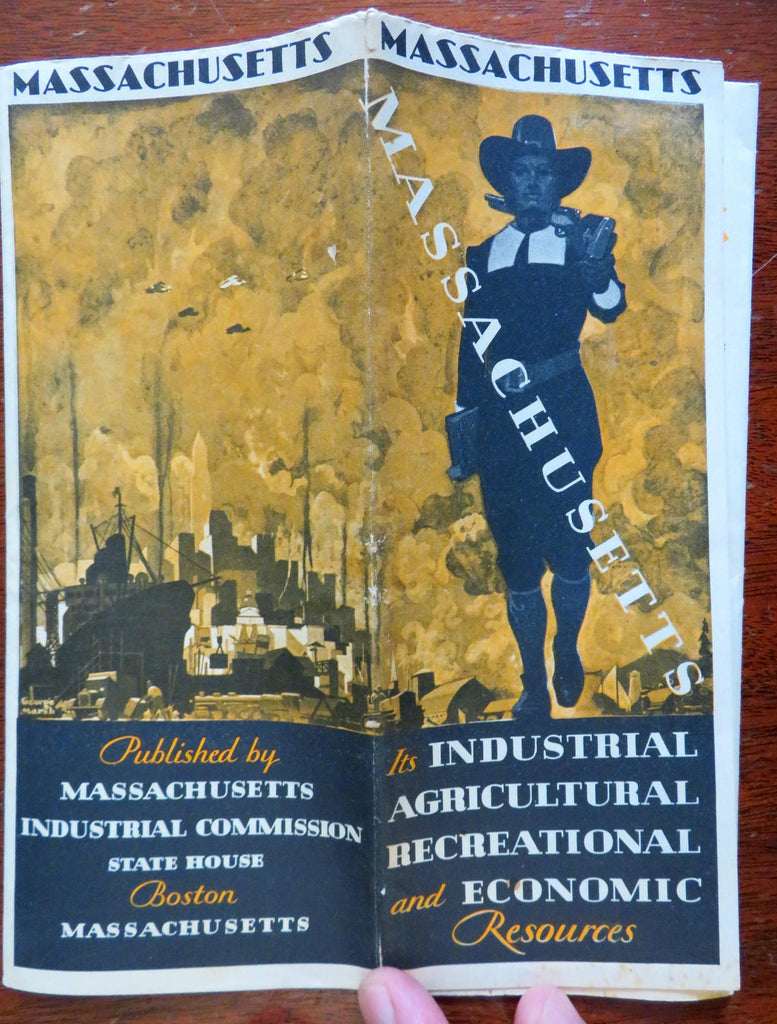 MASSACHUSETTS
George
Marsh
Published by
MASSACHUSETTS
INDUSTRIAL COMMISSION
STATE HOUSE
Boston
MASSACHUSETTS
MASSACHUSETTS
MASSACHUSETTS
Its INDUSTRIAL
AGRICULTURAL
RECREATIONAL
and ECONOMIC
Resources